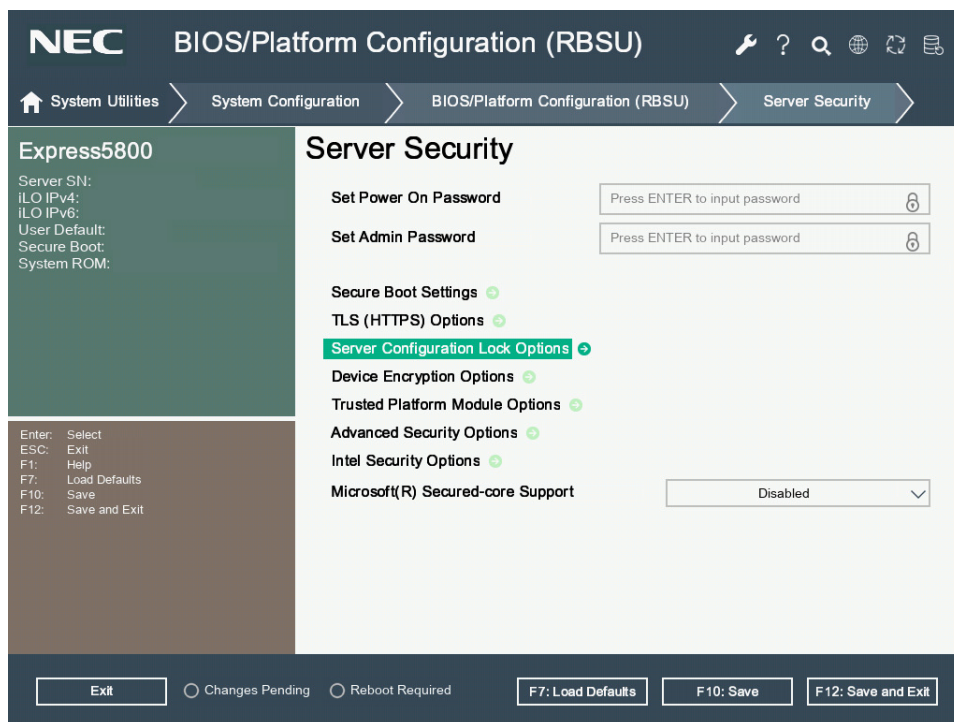 NEC BIOS/Platform Configuration (RBSU)
System Utilities System Configuration BIOS/Platform Configuration (RBSU) Server Security
Express5800
Server SN:
iLO IPv4:
iLO IPv6:
User Default:
Secure Boot:
System ROM:
Enter: Select
ESC: Exit
F1: Help
F7: Load Defaults
F10: Save
F12: Save and Exit
Server Security
Set Power On Password Press ENTER to input password
Set Admin Password Press ENTER to input password
Secure Boot Settings
TLS (HTTPS) Options
Server Configuration Lock Options
Device Encryption Options
Trusted Platform Module Options
Advanced Security Options
Intel Security Options
Microsoft(R) Secured-core Support Disabled
Exit Changes Pending Reboot Required F7: Load Defaults F10: Save F12: Save and Exit